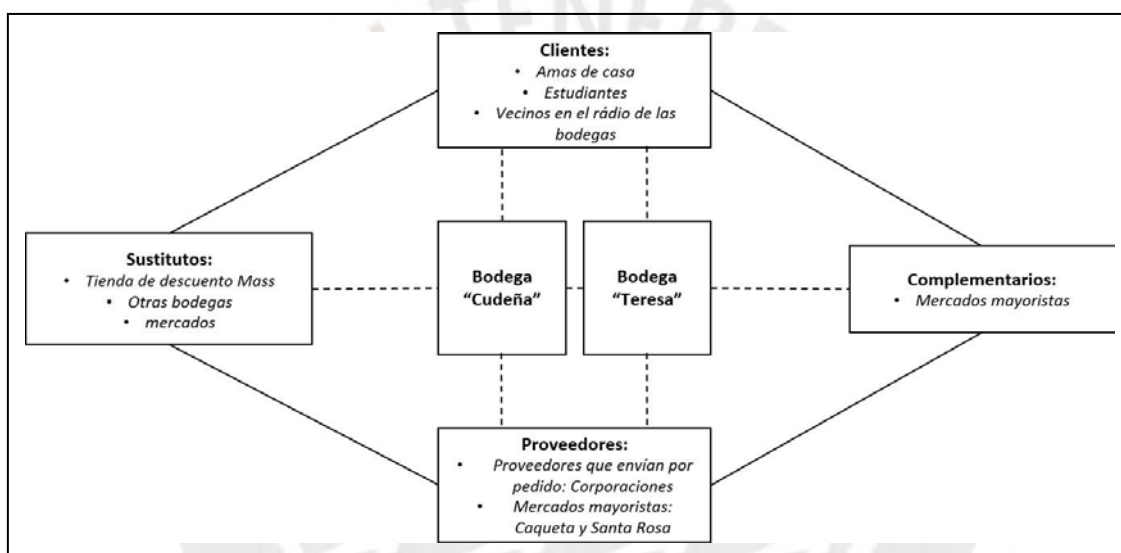 TENEBR
Clientes:
• Amas de casa
• Estudiantes
• Vecinos en el rádio de las
bodegas
Sustitutos:
• Tienda de descuento Mass
• Otras bodegas
• mercados
Bodega
“Cudeña”
Bodega
“Teresa”
Complementarios:
• Mercados mayoristas
Proveedores:
• Proveedores que envían por
pedido: Corporaciones
• Mercados mayoristas:
Caqueta y Santa Rosa